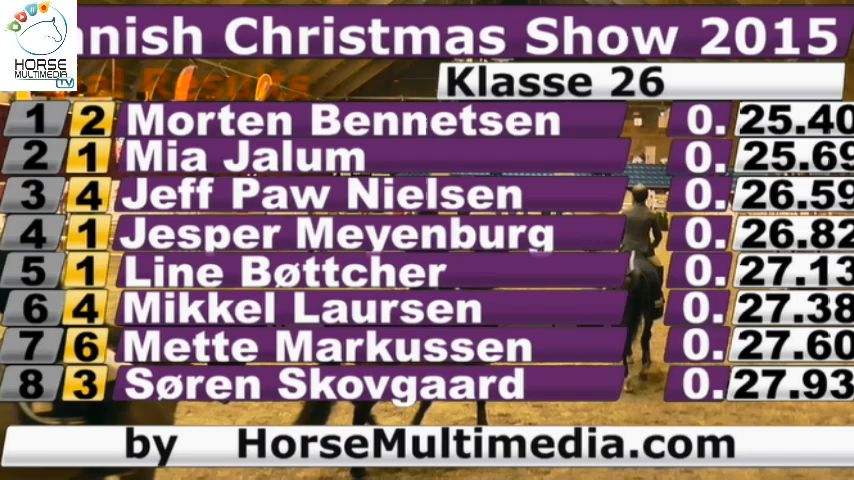 HORSE
MULTIMEDIA
TV
nish Christmas Show 2015
Results
Klasse 26
1 2 Morten Bennetsen 0. 25.40
2 1 Mia Jalum 0. 25.69
3 4 Jeff Paw Nielsen 0. 26.59
4 1 Jesper Meyenburg 0. 26.82
5 1 Line Bøttcher 0. 27.13
6 4 Mikkel Laursen 0. 27.38
7 6 Mette Markussen 0. 27.60
8 3 Søren Skovgaard 0. 27.93
by HorseMultimedia.com